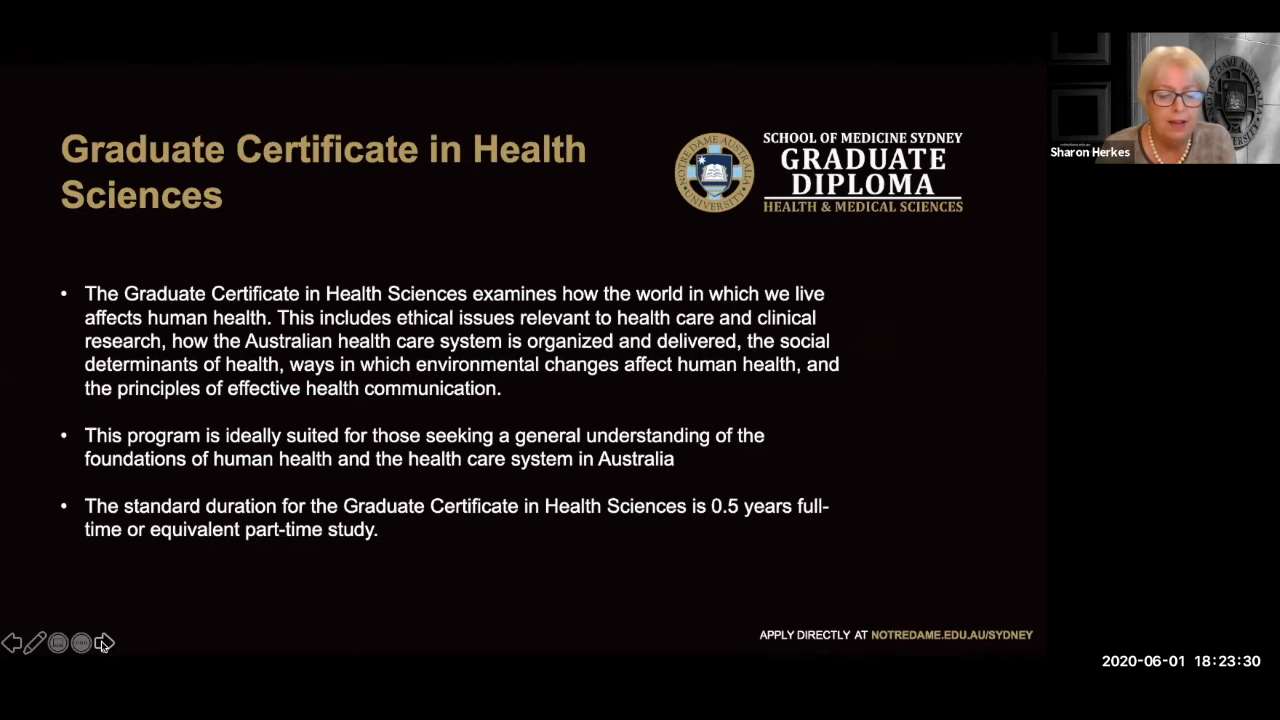 Graduate Certificate in Health
Sciences
SCHOOL OF MEDICINE SYDNEY
GRADUATE
DIPLOMA
HEALTH & MEDICAL SCIENCES
NOTRE DAME AUSTRALIA
UNIVERSITY
Sharon Herkes
• The Graduate Certificate in Health Sciences examines how the world in which we live
affects human health. This includes ethical issues relevant to health care and clinical
research, how the Australian health care system is organized and delivered, the social
determinants of health, ways in which environmental changes affect human health, and
the principles of effective health communication.
• This program is ideally suited for those seeking a general understanding of the
foundations of human health and the health care system in Australia
• The standard duration for the Graduate Certificate in Health Sciences is 0.5 years full-
time or equivalent part-time study.
APPLY DIRECTLY AT NOTREDAME.EDU.AU/SYDNEY
2020-06-01 18:23:30